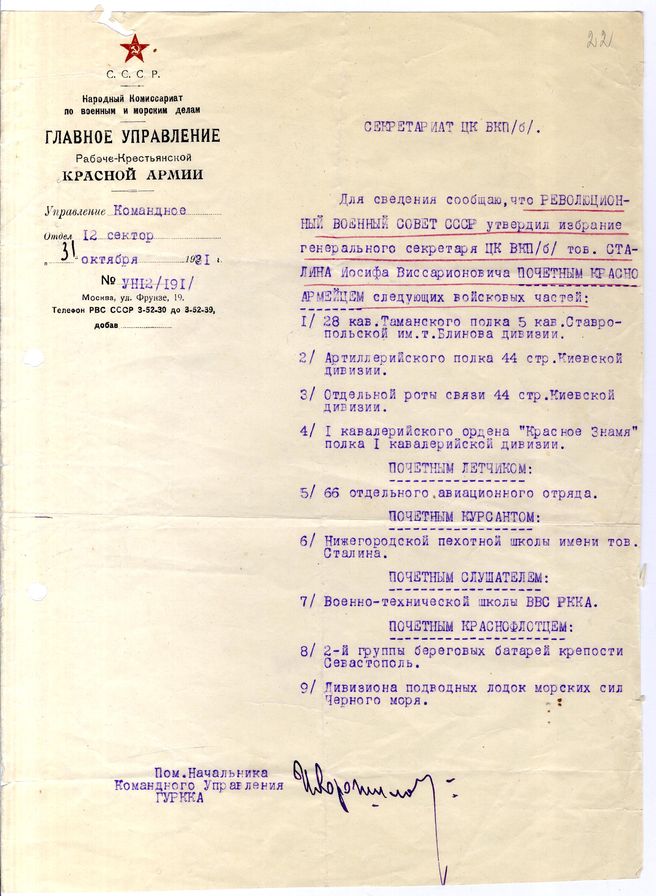 22
С. С. С. Р.
Народный Комиссариат
по военным и морским делам
ГЛАВНОЕ УПРАВЛЕНИЕ
Рабоче-Крестьянской
КРАСНОЙ АРМИИ
Управление Командное
Отдел 12 сектор
31 октября 1931 г.
№ УН12/191/
Москва, ул. Фрунзе, 19.
Телефон РВС СССР 3-52-30 до 3-52-39,
добав.
СЕКРЕТАРИАТ ЦК ВКП/б/.
Для сведения сообщаю, что РЕВОЛЮЦИОН-
НЫЙ ВОЕННЫЙ СОВЕТ СССР утвердил избрание
генерального секретаря ЦК ВКП/б/ тов. СТА-
ЛИНА Иосифа Виссарионовича ПОЧЕТНЫМ КРАСНО
АРМЕЙЦЕМ следующих войсковых частей:
1/ 28 кав.Таманского полка 5 кав.Ставро-
польской им.т.Блинова дивизии.
2/ Артиллерийского полка 44 стр.Киевской
дивизии.
3/ Отдельной роты связи 44 стр.Киевской
дивизии.
4/ I кавалерийского ордена "Красное Знамя"
полка I кавалерийской дивизии.
ПОЧЕТНЫМ ЛЕТЧИКОМ:
5/ 66 отдельного авиационного отряда.
ПОЧЕТНЫМ КУРСАНТОМ:
6/ Нижегородской пехотной школы имени тов.
Сталина.
ПОЧЕТНЫМ СЛУШАТЕЛЕМ:
7/ Военно-технической школы ВВС РККА.
ПОЧЕТНЫМ КРАСНОФЛОТЦЕМ:
8/ 2-й группы береговых батарей крепости
Севастополь.
9/ Дивизиона подводных лодок морских сил
Черного моря.
Пом.Начальника
Командного Управления
ГУРККА